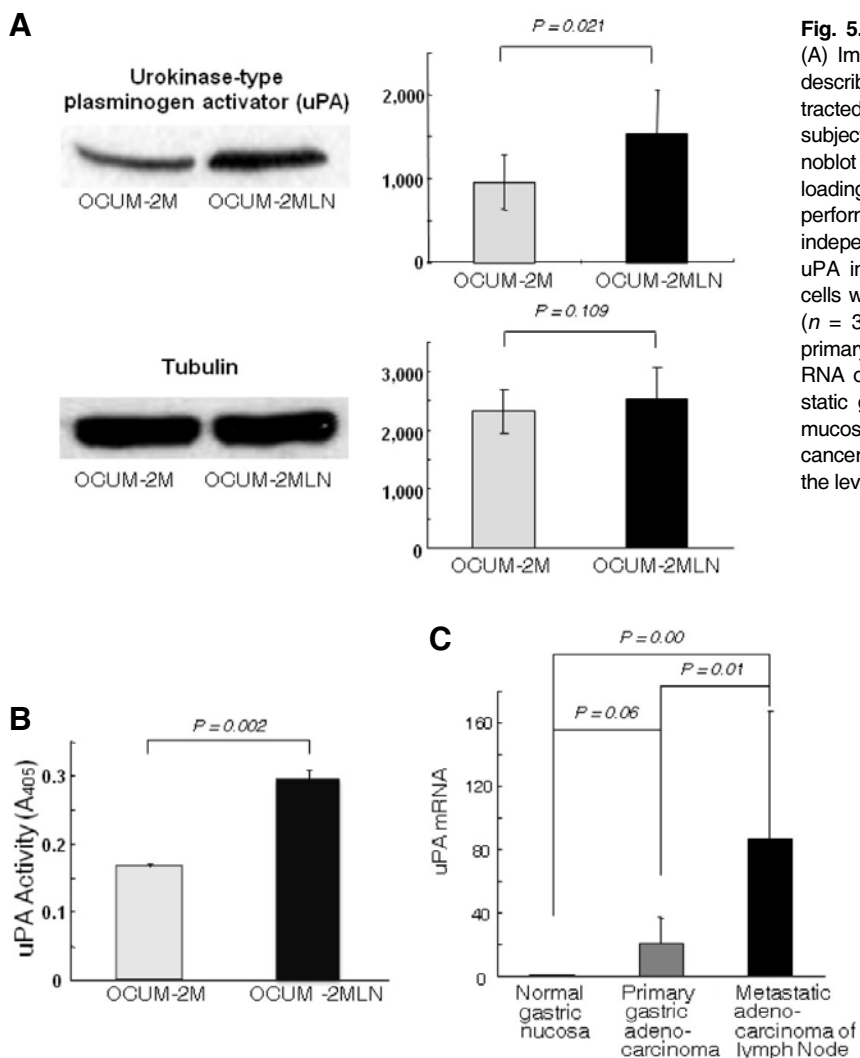 A
Urokinase-type
plasminogen activator (uPA)
OCUM-2M OCUM-2MLN
P = 0.021
2,000
1,000
0
OCUM-2M OCUM-2MLN
Tubulin
OCUM-2M OCUM-2MLN
P = 0.109
3,000
2,000
1,000
0
OCUM-2M OCUM-2MLN
Fig. 5.
(A) Im
describ
tracted
subject
noblot
loading
perform
indepe
uPA in
cells w
(n = 3
primary
RNA c
static g
mucos
cancer
the lev
B
P = 0.002
uPA Activity (A405)
0.3
0.2
0.1
0
OCUM-2M OCUM -2MLN
C
P = 0.00
P = 0.01
P = 0.06
uPA mRNA
160
120
80
40
0
Normal
gastric
nucosa
Primary
gastric
adeno-
carcinoma
Metastatic
adeno-
carcinoma of
lymph Node